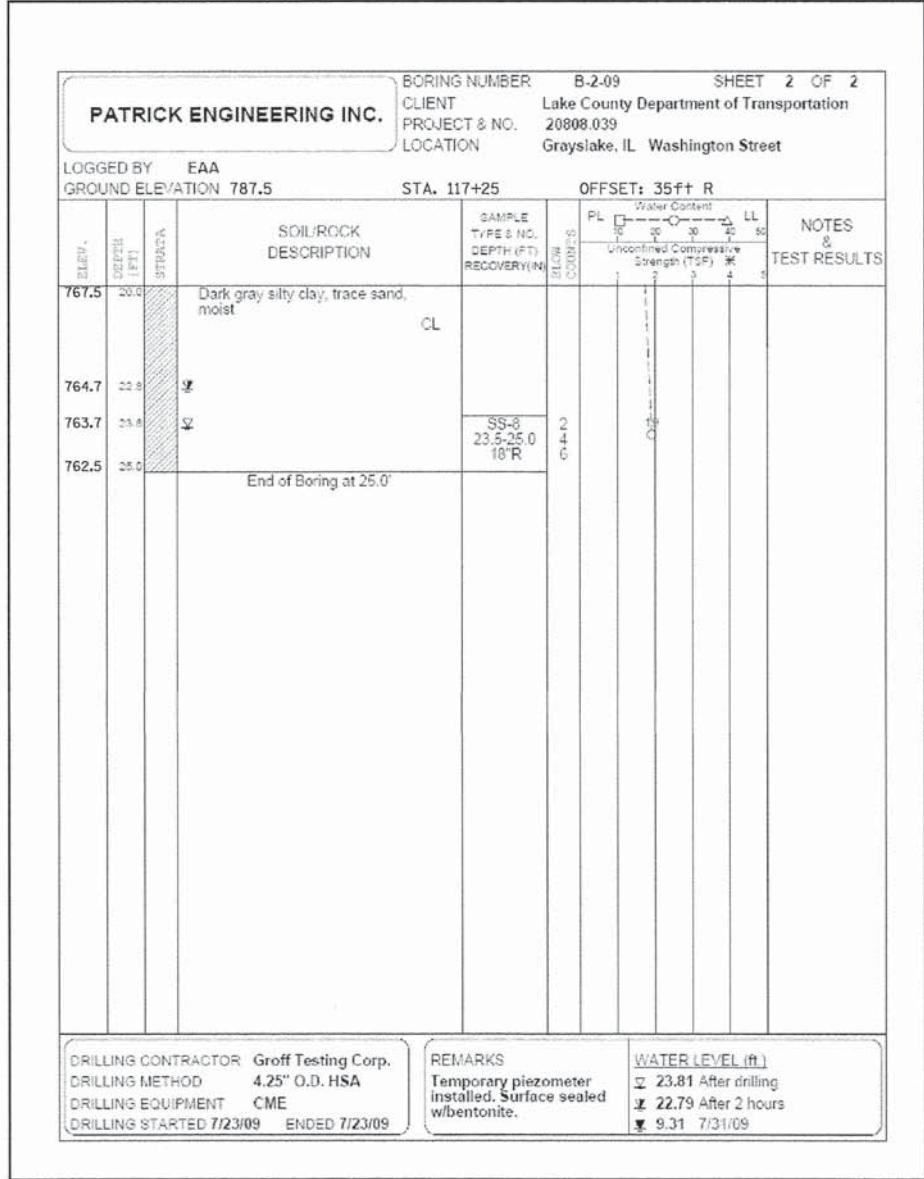 PATRICK ENGINEERING INC.
BORING NUMBER B-2-09 SHEET 2 OF 2
CLIENT Lake County Department of Transportation
PROJECT & NO. 20808.039
LOCATION Grayslake, IL Washington Street
LOGGED BY EAA
GROUND ELEVATION 787.5 STA. 117+25 OFFSET: 35ft R
ELEV.
DEPTH (FT)
STRATA
SOIL/ROCK
DESCRIPTION
SAMPLE
TYPE & NO.
DEPTH (FT)
RECOVERY(IN)
BLOW
COUNTS
Water Content
PL LL
10 20 30 40 50
Unconfined Compressive
Strength (TSF)
1 2 3 4 5
NOTES
&
TEST RESULTS
767.5 20.0 Dark gray silty clay, trace sand,
moist
CL
764.7 22.8
763.7 23.8 SS-8 2
23.5-25.0 4
18"R 6
762.5 25.0
End of Boring at 25.0'
DRILLING CONTRACTOR Groff Testing Corp.
DRILLING METHOD 4.25" O.D. HSA
DRILLING EQUIPMENT CME
DRILLING STARTED 7/23/09 ENDED 7/23/09
REMARKS
Temporary piezometer
installed. Surface sealed
w/bentonite.
WATER LEVEL (ft.)
23.81 After drilling
22.79 After 2 hours
9.31 7/31/09